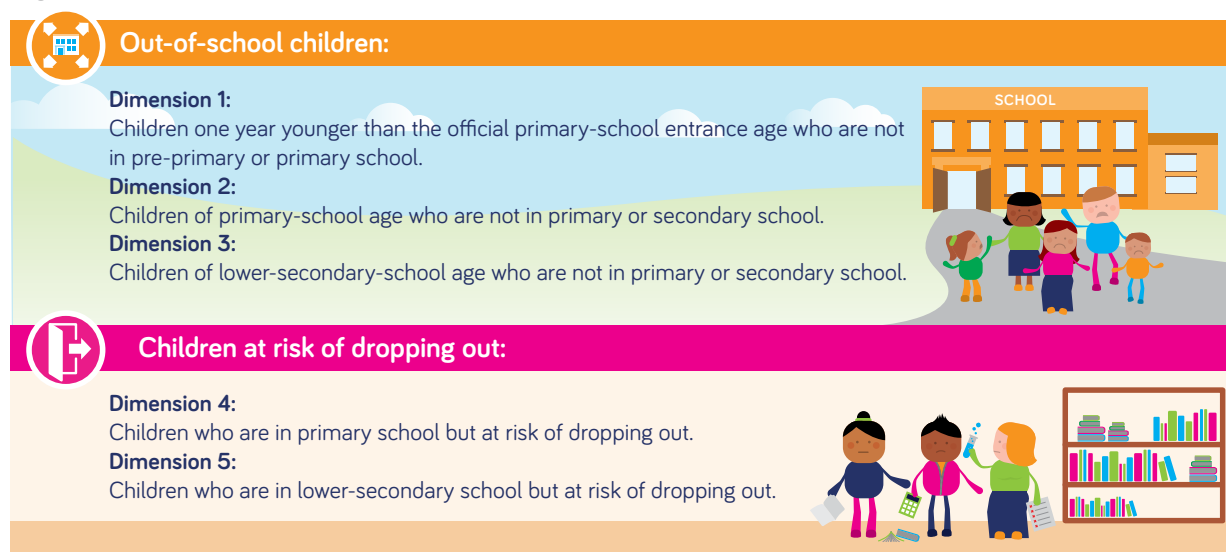 Out-of-school children:
Dimension 1:
Children one year younger than the official primary-school entrance age who are not
in pre-primary or primary school.
Dimension 2:
Children of primary-school age who are not in primary or secondary school.
Dimension 3:
Children of lower-secondary-school age who are not in primary or secondary school.
SCHOOL
Children at risk of dropping out:
Dimension 4:
Children who are in primary school but at risk of dropping out.
Dimension 5:
Children who are in lower-secondary school but at risk of dropping out.